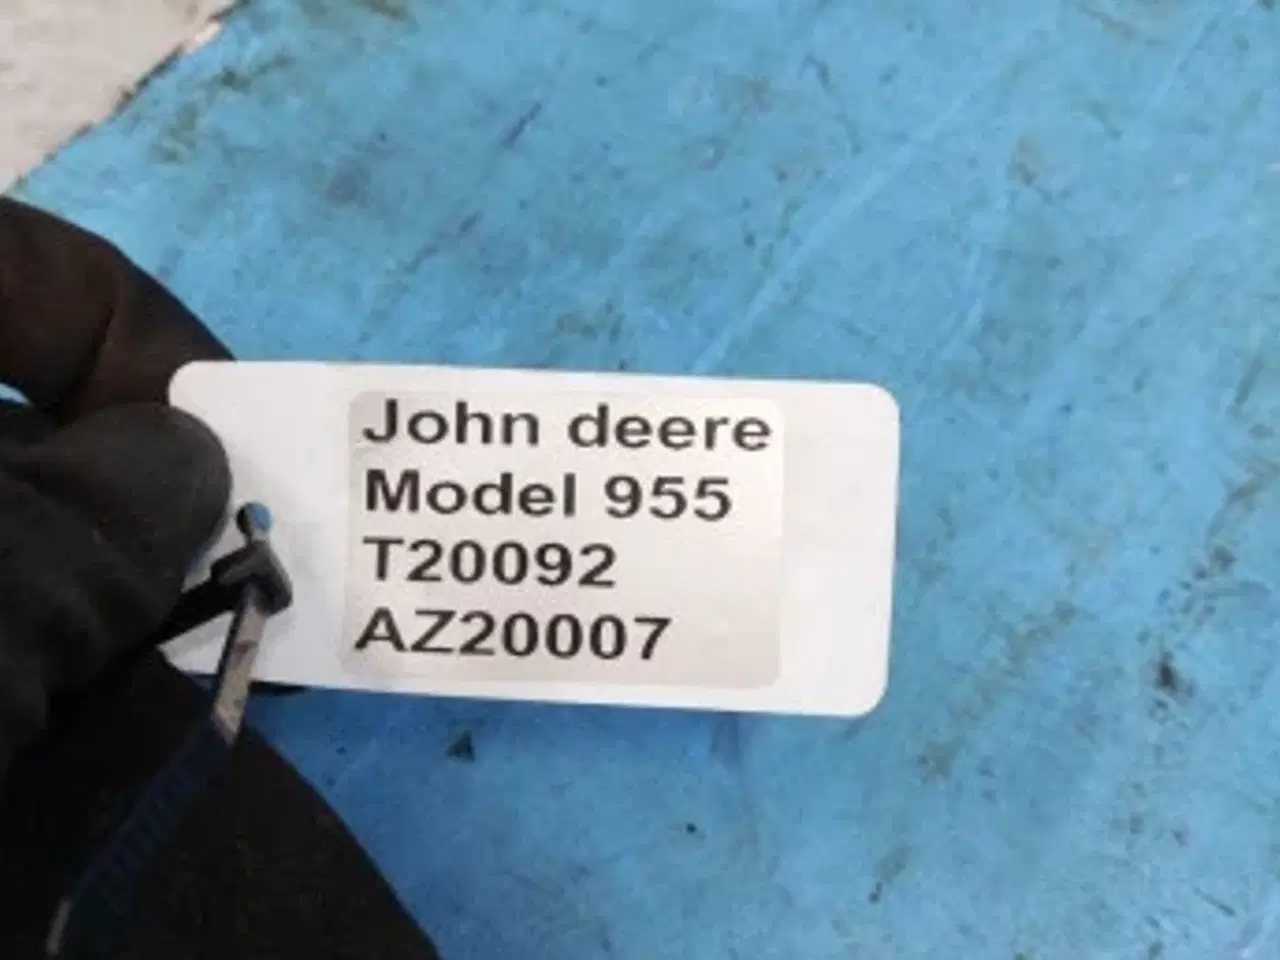 John deere
Model 955
T20092
AZ20007